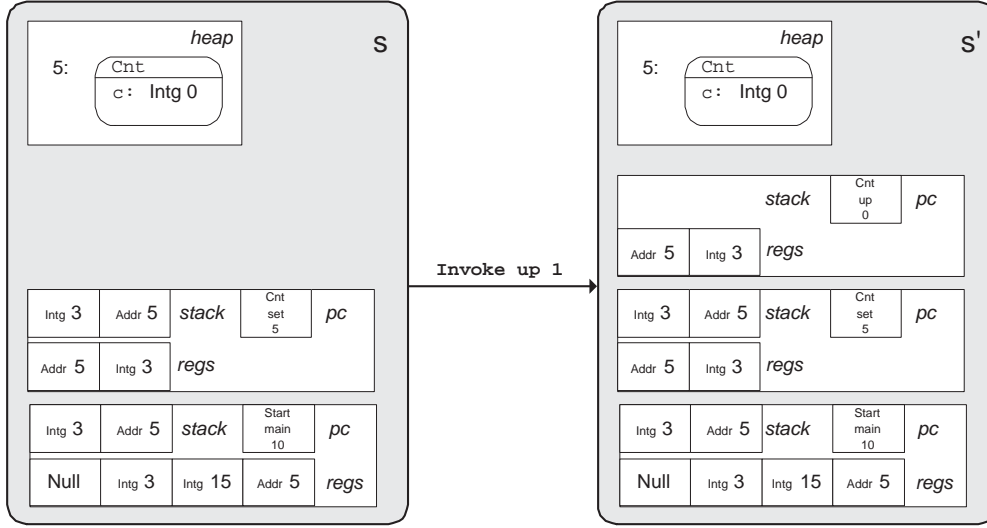 heap
S
5:
Cnt
c: Intg 0
Intg 3 Addr 5 stack Cnt set 5 pc
Addr 5 Intg 3 regs
Intg 3 Addr 5 stack Start main 10 pc
Null Intg 3 Intg 15 Addr 5 regs
Invoke up 1
heap
S'
5:
Cnt
c: Intg 0
stack Cnt up 0 pc
Addr 5 Intg 3 regs
Intg 3 Addr 5 stack Cnt set 5 pc
Addr 5 Intg 3 regs
Intg 3 Addr 5 stack Start main 10 pc
Null Intg 3 Intg 15 Addr 5 regs